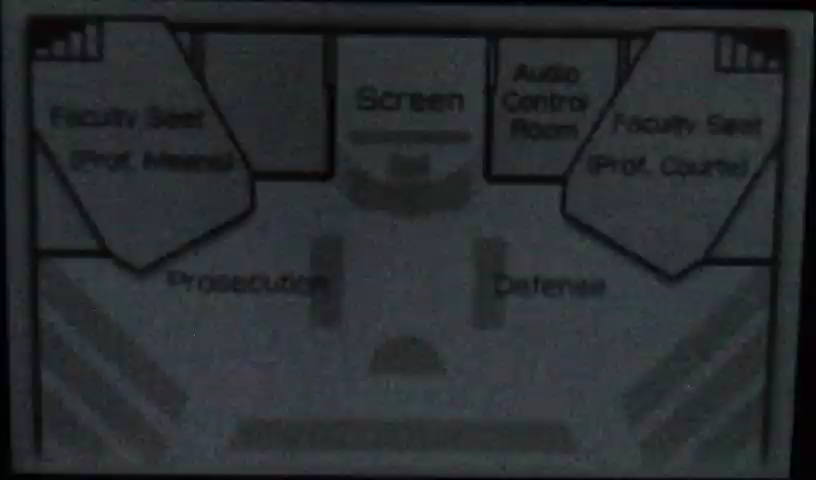 Screen
Audio
Control
Room
Faculty Seat
(Prof. Means)
Faculty Seat
(Prof. Courte)
Prosecution
Defense